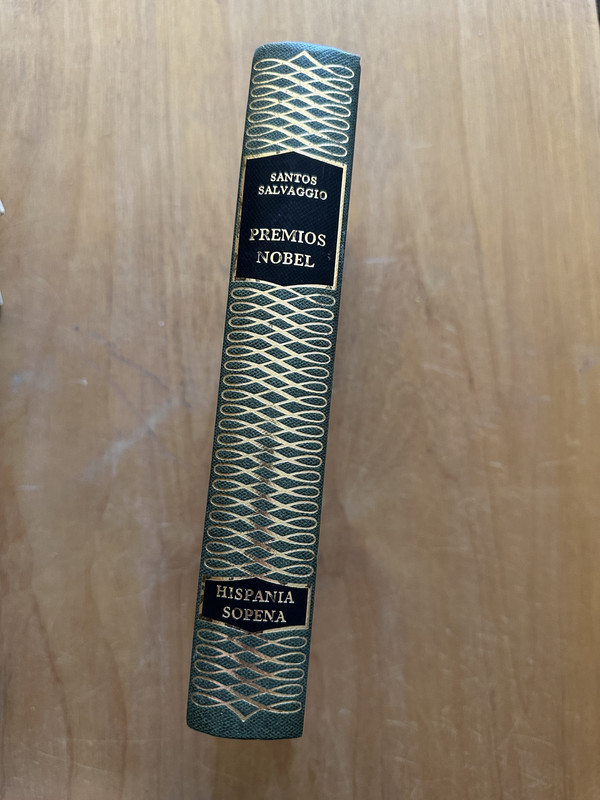 SANTOS
SALVAGGIO
PREMIOS
NOBEL
HISPANIA
SOPENA